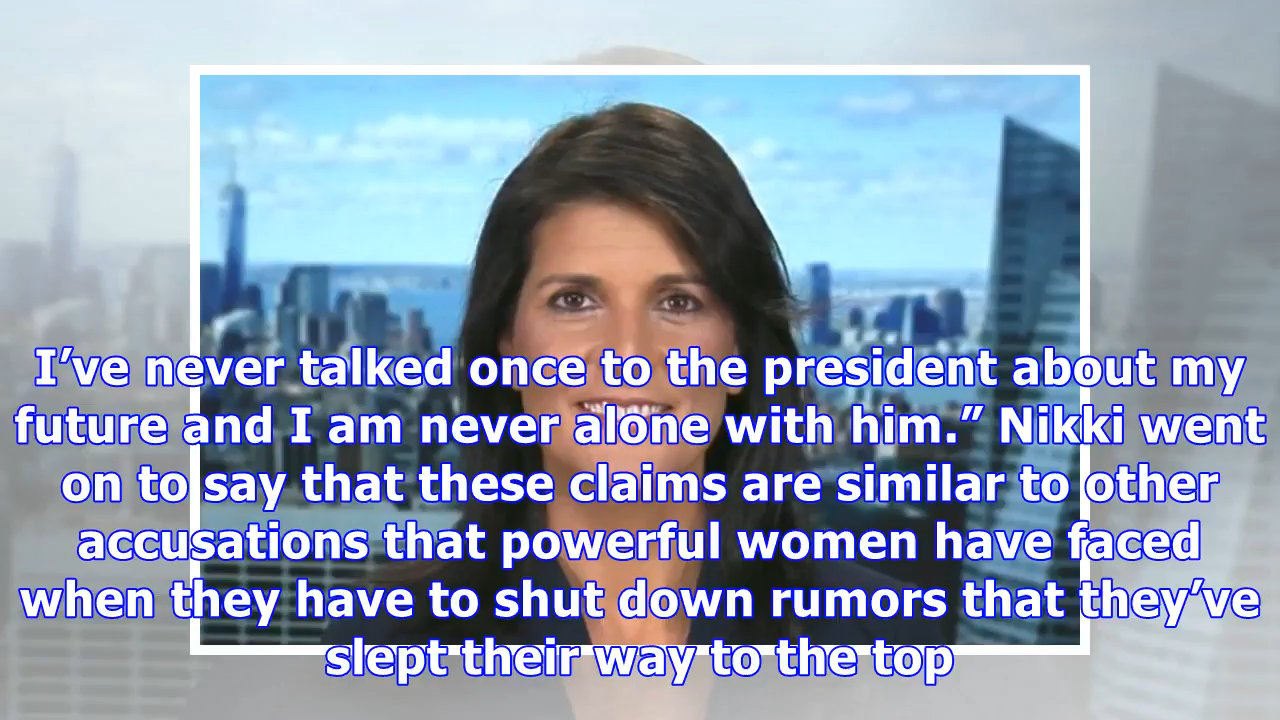 I’ve never talked once to the president about my
future and I am never alone with him.” Nikki went
on to say that these claims are similar to other
accusations that powerful women have faced
when they have to shut down rumors that they’ve
slept their way to the top